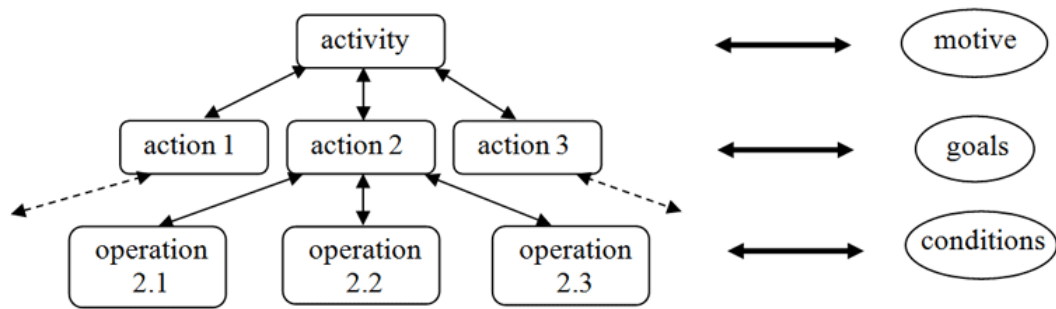 activity
motive
action 1
action 2
action 3
goals
operation
2.1
operation
2.2
operation
2.3
conditions